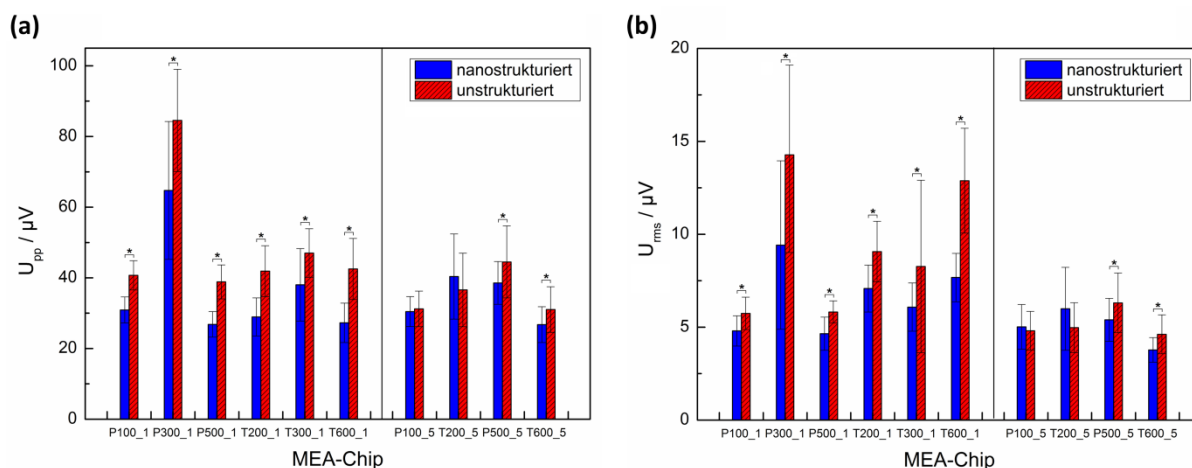 (a)
U_pp / µV
100
80
60
40
20
0
* * * * * * * *
nanostrukturiert
unstrukturiert
P100_1 P300_1 P500_1 T200_1 T300_1 T600_1 P100_5 T200_5 P500_5 T600_5
MEA-Chip
(b)
U_rms / µV
20
15
10
5
0
* * * * * * * *
nanostrukturiert
unstrukturiert
P100_1 P300_1 P500_1 T200_1 T300_1 T600_1 P100_5 T200_5 P500_5 T600_5
MEA-Chip